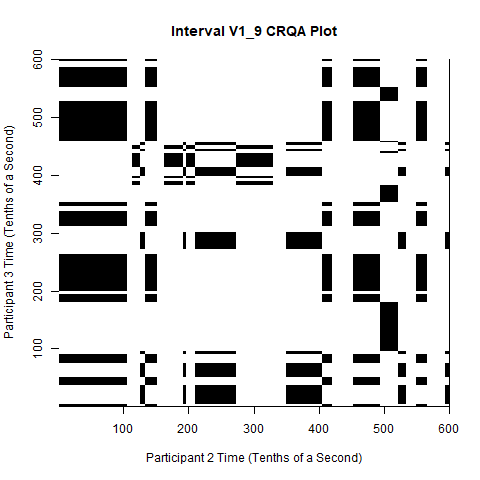 Interval V1_9 CRQA Plot
Participant 3 Time (Tenths of a Second)
600
500
400
300
200
100
100 200 300 400 500 600
Participant 2 Time (Tenths of a Second)